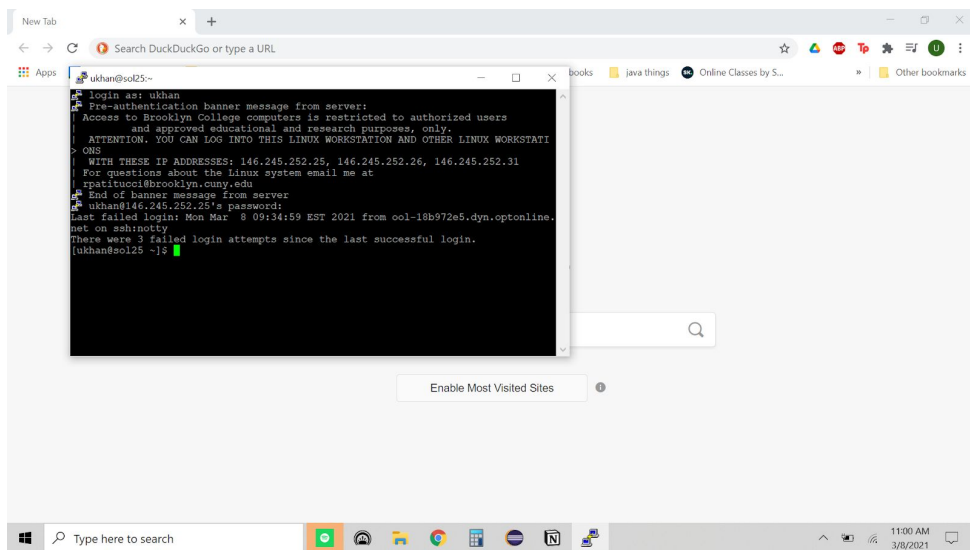 New Tab
Search DuckDuckGo or type a URL
ABP
Tp
U
Apps
books
java things
SK.
Online Classes by S...
»
Other bookmarks
ukhan@sol25:~
login as: ukhan
Pre-authentication banner message from server:
| Access to Brooklyn College computers is restricted to authorized users
|       and approved educational and research purposes, only.
|  ATTENTION. YOU CAN LOG INTO THIS LINUX WORKSTATION AND OTHER LINUX WORKSTATI
> ONS
|  WITH THESE IP ADDRESSES: 146.245.252.25, 146.245.252.26, 146.245.252.31
| For questions about the Linux system email me at
| rpatitucci@brooklyn.cuny.edu
End of banner message from server
ukhan@146.245.252.25's password:
Last failed login: Mon Mar  8 09:34:59 EST 2021 from ool-18b972e5.dyn.optonline.
net on ssh:notty
There were 3 failed login attempts since the last successful login.
[ukhan@sol25 ~]$
Enable Most Visited Sites
Type here to search
11:00 AM
3/8/2021